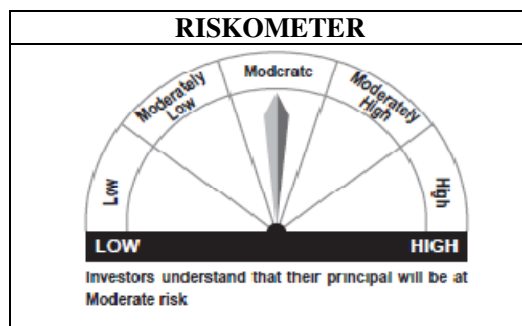 RISKOMETER
Moderate
Moderately
Low
Moderately
High
Low
High
LOW HIGH
Investors understand that their principal will be at
Moderate risk